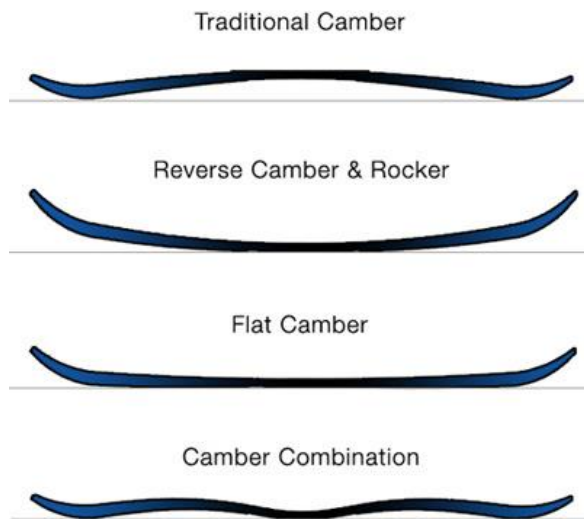 Traditional Camber
Reverse Camber & Rocker
Flat Camber
Camber Combination